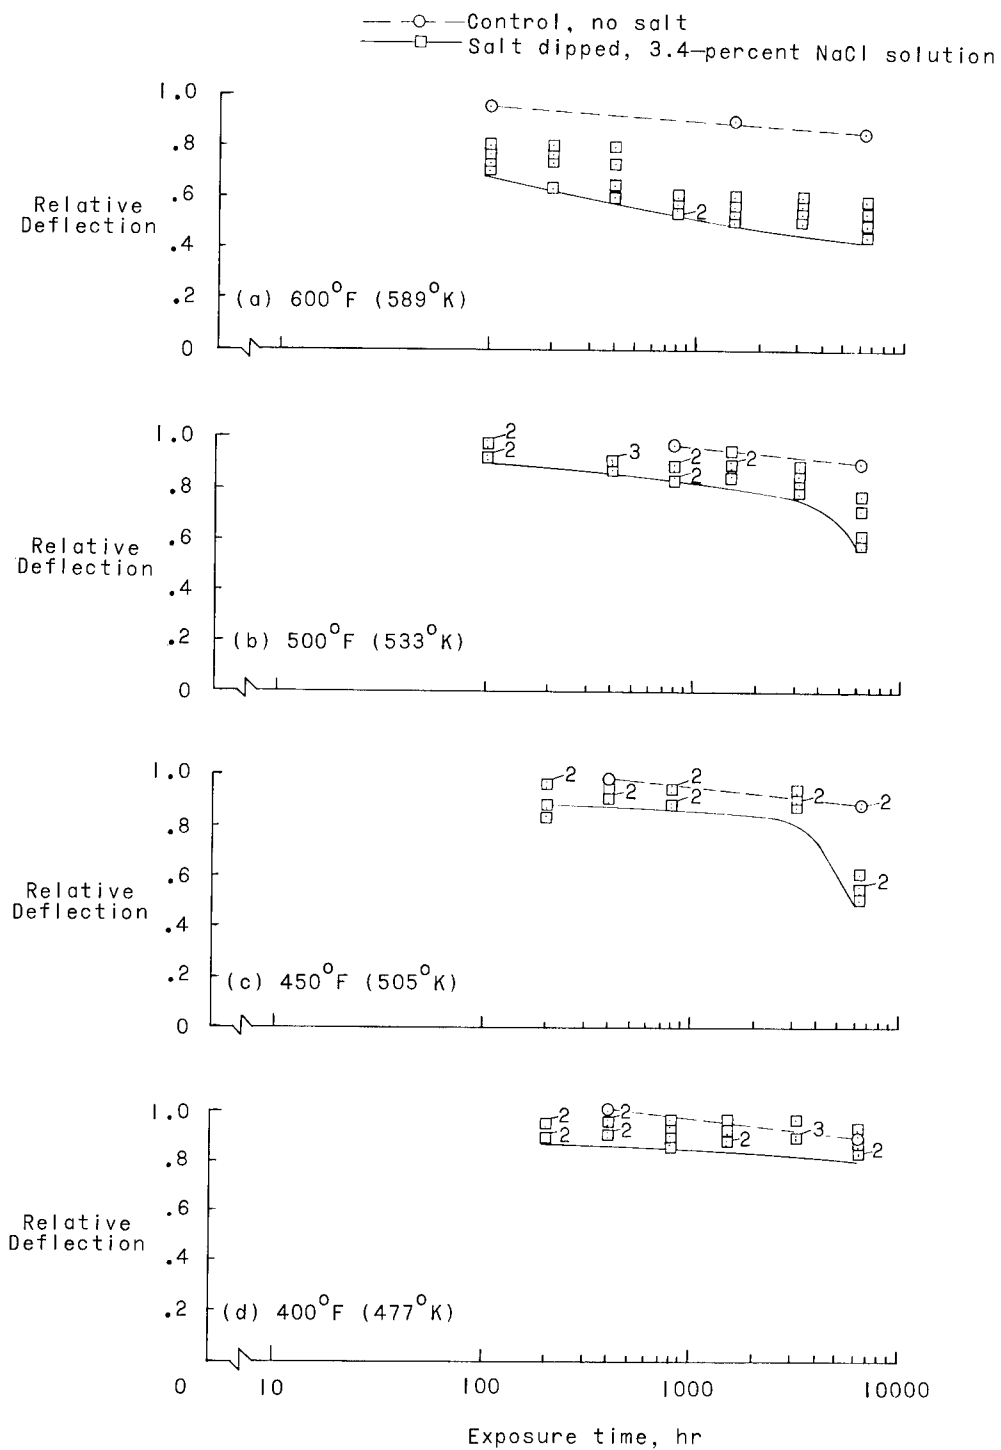 Control, no salt
Salt dipped, 3.4-percent NaCl solution
1.0
.8
.6
Relative
Deflection
.4
2
.2
(a) 600°F (589°K)
0
1.0
2
2
3
2
2
2
.8
.6
Relative
Deflection
.4
.2
(b) 500°F (533°K)
0
1.0
2
2
2
2
2
2
.8
.6
2
Relative
Deflection
.4
.2
(c) 450°F (505°K)
0
1.0
2
2
2
2
2
3
2
.8
.6
Relative
Deflection
.4
.2
(d) 400°F (477°K)
0 10 100 1000 10000
Exposure time, hr